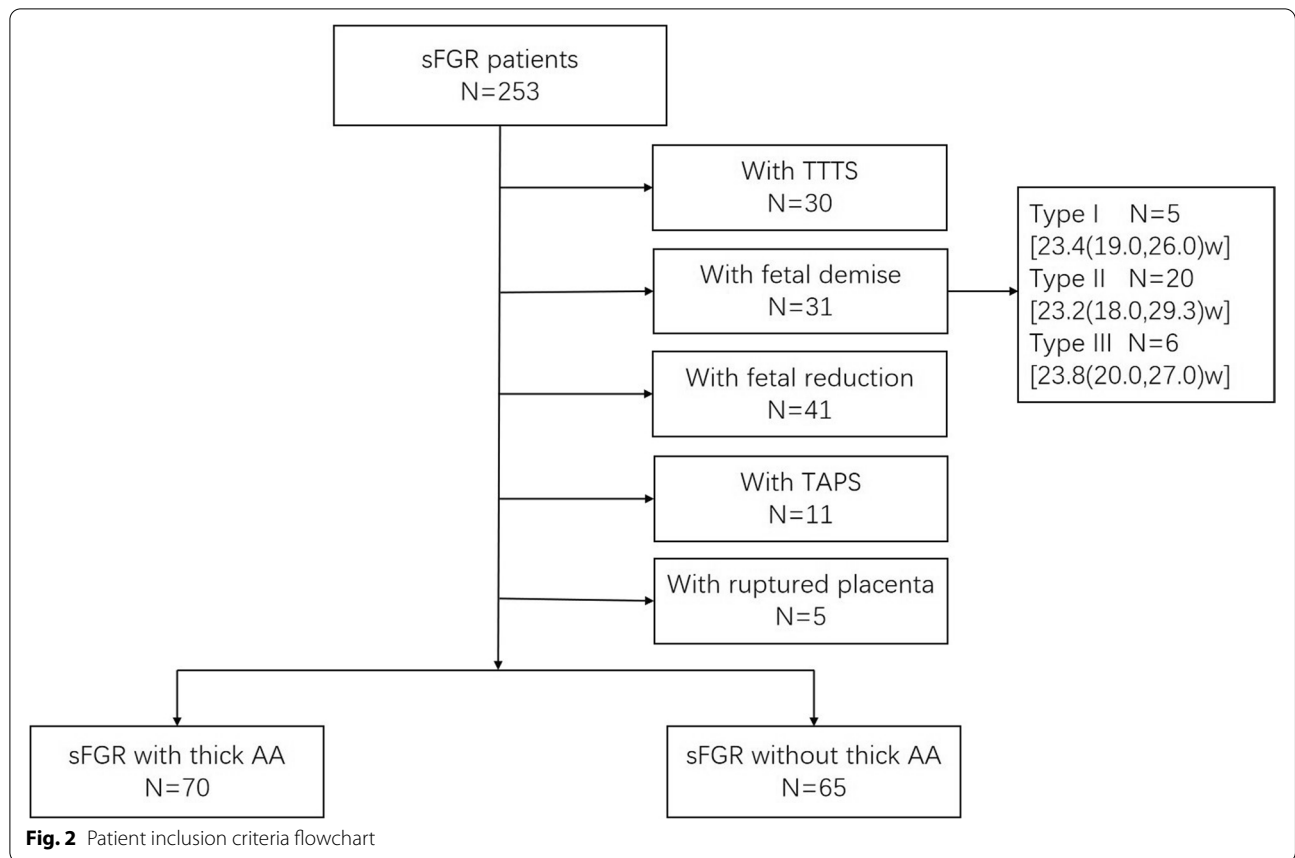 sFGR patients
N=253
With TTTS
N=30
With fetal demise
N=31
Type I N=5
[23.4(19.0,26.0)w]
Type II N=20
[23.2(18.0,29.3)w]
Type III N=6
[23.8(20.0,27.0)w]
With fetal reduction
N=41
With TAPS
N=11
With ruptured placenta
N=5
sFGR with thick AA
N=70
sFGR without thick AA
N=65
Fig. 2 Patient inclusion criteria flowchart